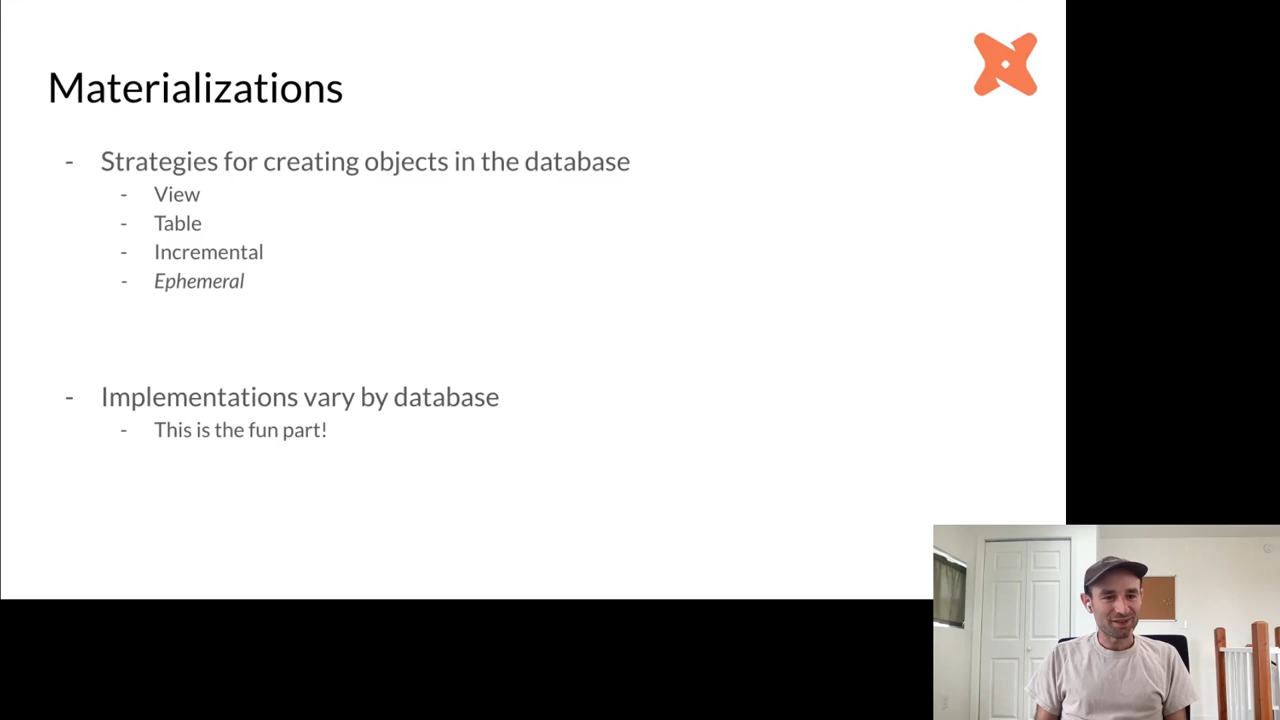 Materializations
- Strategies for creating objects in the database
- View
- Table
- Incremental
- Ephemeral
- Implementations vary by database
- This is the fun part!